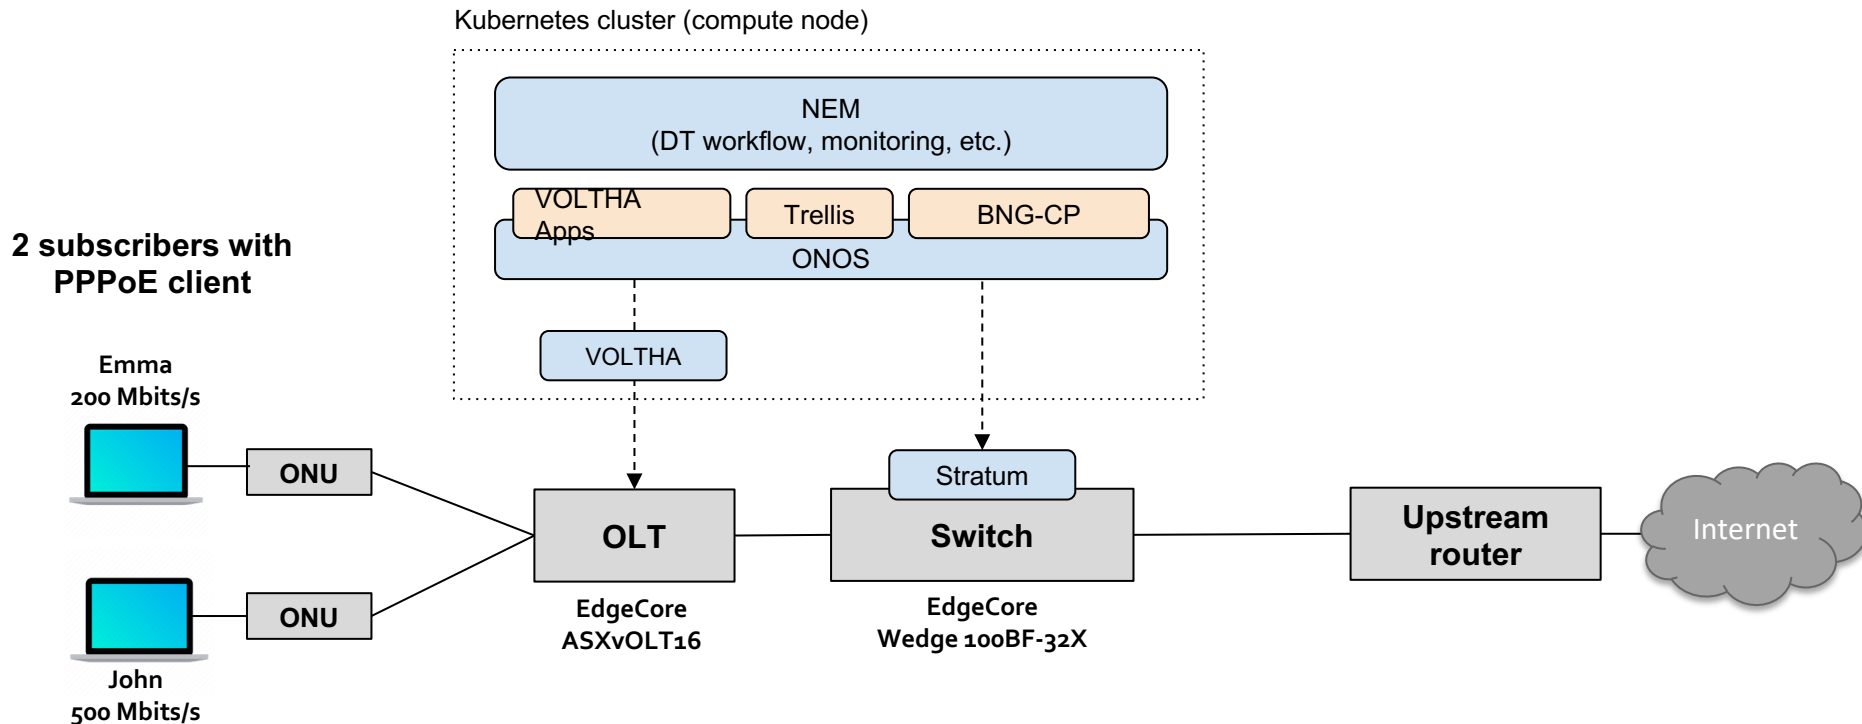 Kubernetes cluster (compute node)
NEM
(DT workflow, monitoring, etc.)
VOLTHA
Apps
Trellis
BNG-CP
ONOS
2 subscribers with
PPPoE client
VOLTHA
Emma
200 Mbits/s
ONU
Stratum
OLT
Switch
Upstream
router
Internet
EdgeCore
ASXvOLT16
EdgeCore
Wedge 100BF-32X
ONU
John
500 Mbits/s